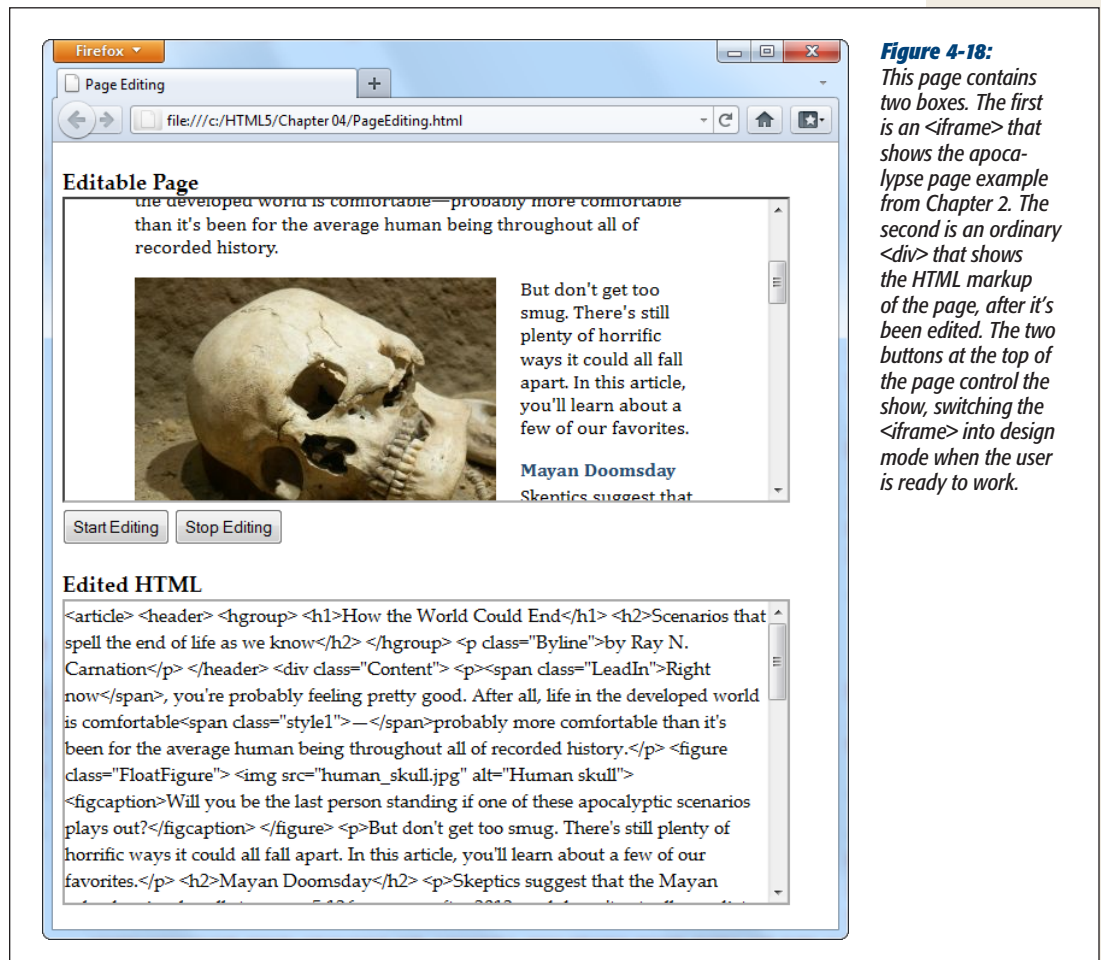 Firefox
Page Editing
file:///c:/HTML5/Chapter 04/PageEditing.html
Editable Page
the developed world is comfortable—probably more comfortable
than it's been for the average human being throughout all of
recorded history.
But don't get too
smug. There's still
plenty of horrific
ways it could all fall
apart. In this article,
you'll learn about a
few of our favorites.
Mayan Doomsday
Skeptics suggest that
Start Editing Stop Editing
Edited HTML
<article> <header> <hgroup> <h1>How the World Could End</h1> <h2>Scenarios that
spell the end of life as we know</h2> </hgroup> <p class="Byline">by Ray N.
Carnation</p> </header> <div class="Content"> <p><span class="LeadIn">Right
now</span>, you're probably feeling pretty good. After all, life in the developed world
is comfortable<span class="style1">—</span>probably more comfortable than it's
been for the average human being throughout all of recorded history.</p> <figure
class="FloatFigure"> <img src="human_skull.jpg" alt="Human skull">
<figcaption>Will you be the last person standing if one of these apocalyptic scenarios
plays out?</figcaption> </figure> <p>But don't get too smug. There's still plenty of
horrific ways it could all fall apart. In this article, you'll learn about a few of our
favorites.</p> <h2>Mayan Doomsday</h2> <p>Skeptics suggest that the Mayan
Figure 4-18:
This page contains
two boxes. The first
is an <iframe> that
shows the apoca-
lypse page example
from Chapter 2. The
second is an ordinary
<div> that shows
the HTML markup
of the page, after it's
been edited. The two
buttons at the top of
the page control the
show, switching the
<iframe> into design
mode when the user
is ready to work.